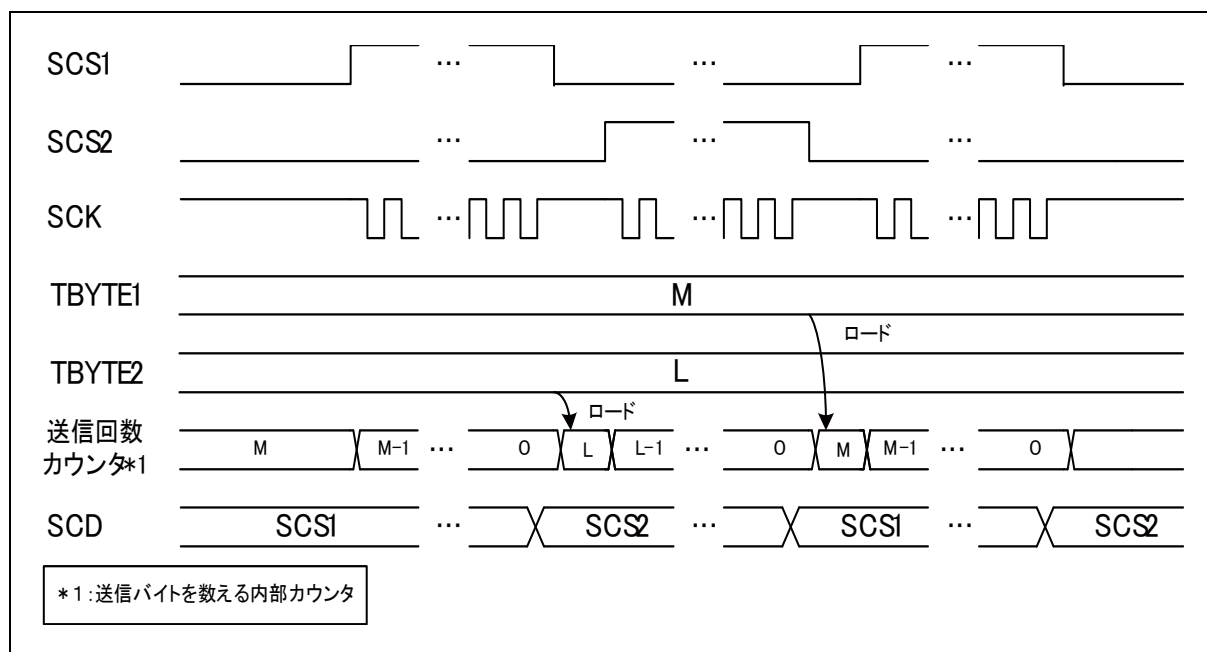 SCS1 ... ... ...
SCS2 ... ... ...
SCK ... ... ...
TBYTE1 M
ロード
TBYTE2 L
ロード
送信回数
カウンタ*1
M M-1 ... 0 L L-1 ... 0 M M-1 ... 0
SCD SCS1 ... SCS2 ... SCS1 ... SCS2
*1:送信バイトを数える内部カウンタ